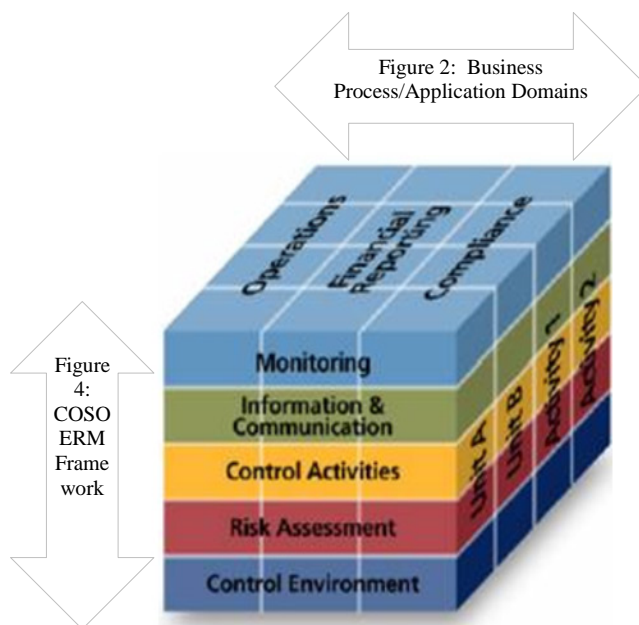 Figure 2:  Business
Process/Application Domains
Operations
Financial
Reporting
Compliance
Figure
4:
COSO
ERM
Frame
work
Monitoring
Information &
Communication
Control Activities
Risk Assessment
Control Environment
Unit A
Unit B
Activity 1
Activity 2